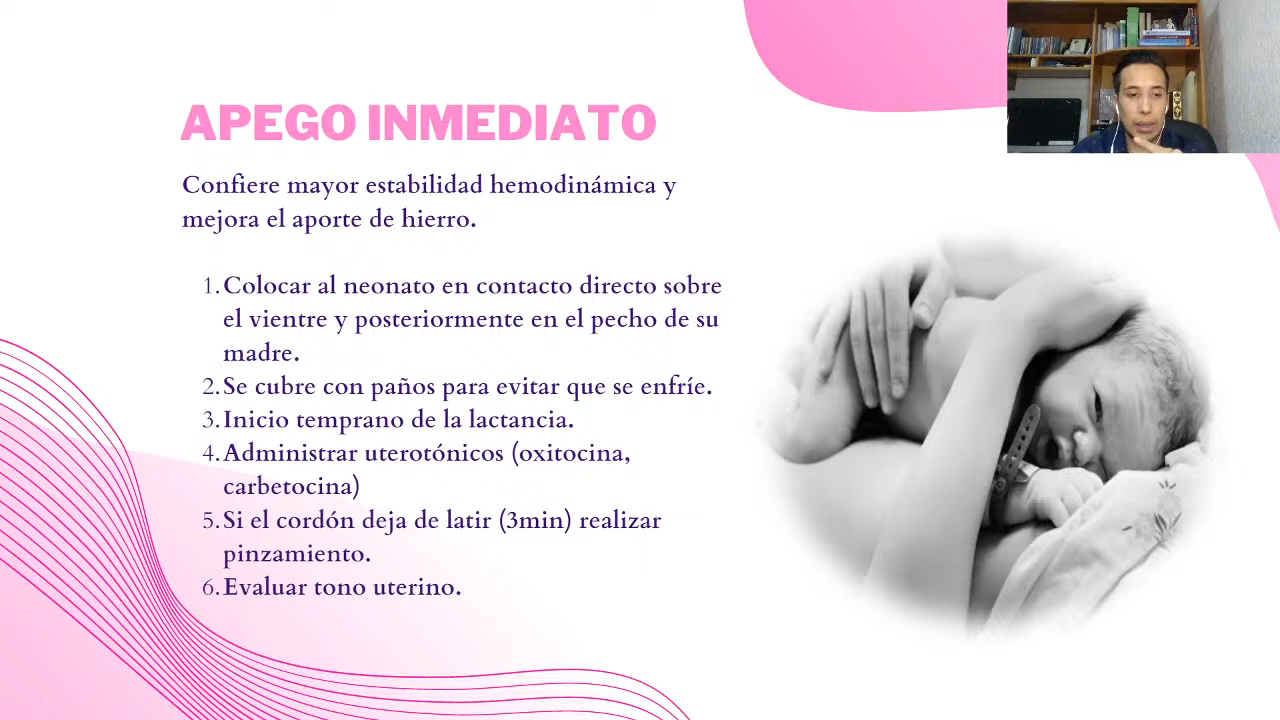 APEGO INMEDIATO
Confiere mayor estabilidad hemodinámica y
mejora el aporte de hierro.
1. Colocar al neonato en contacto directo sobre
el vientre y posteriormente en el pecho de su
madre.
2. Se cubre con paños para evitar que se enfríe.
3. Inicio temprano de la lactancia.
4. Administrar uterotónicos (oxitocina,
carbetocina)
5. Si el cordón deja de latir (3min) realizar
pinzamiento.
6. Evaluar tono uterino.